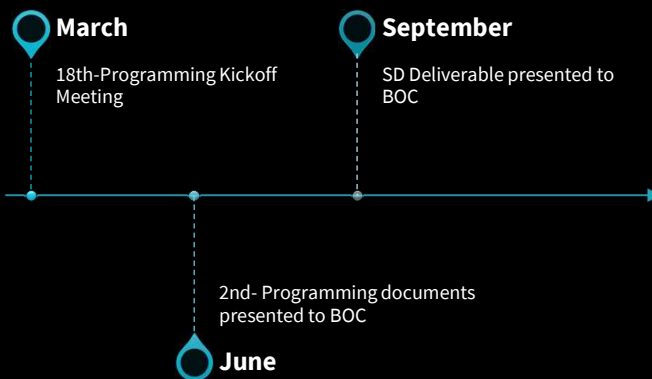 March
18th-Programming Kickoff
Meeting
September
SD Deliverable presented to
BOC
2nd- Programming documents
presented to BOC
June